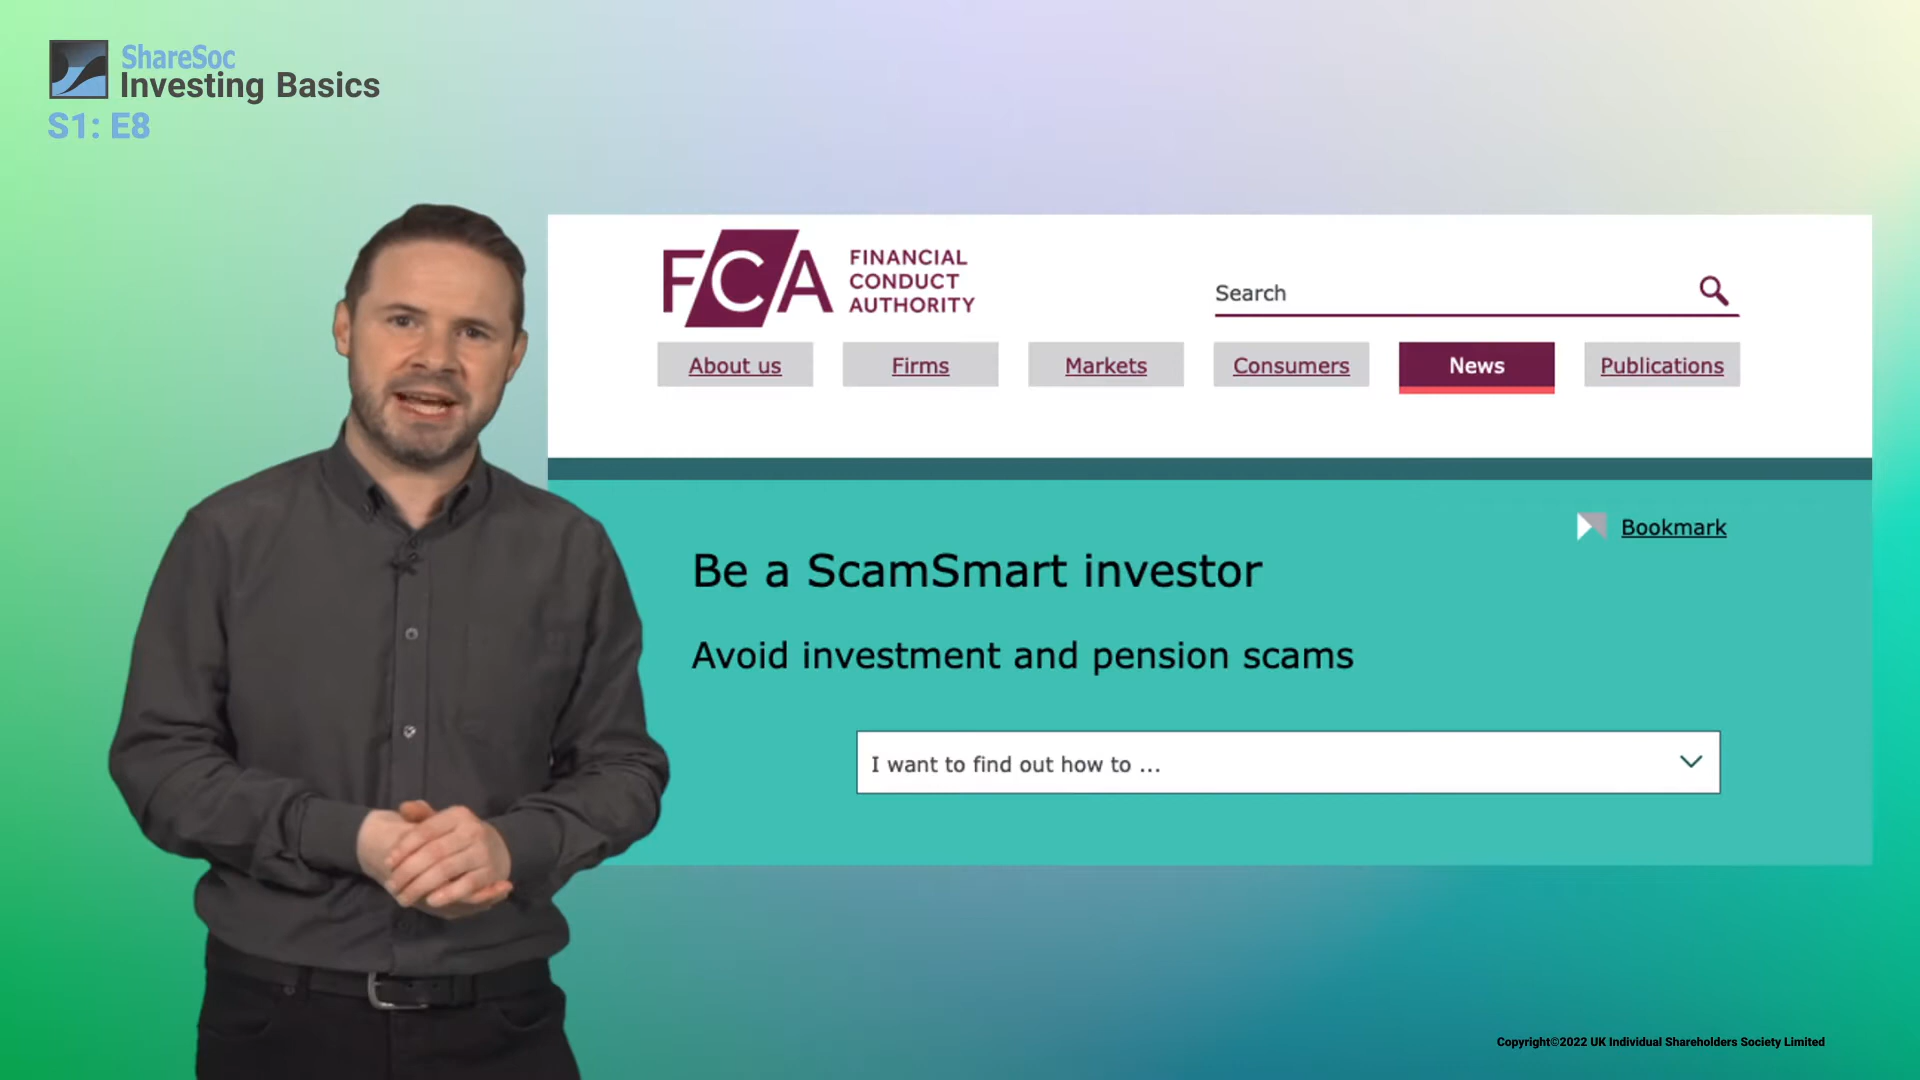 ShareSoc
Investing Basics
S1: E8
FCA
FINANCIAL
CONDUCT
AUTHORITY
Search
About us
Firms
Markets
Consumers
News
Publications
Bookmark
Be a ScamSmart investor
Avoid investment and pension scams
I want to find out how to ...
Copyright©2022 UK Individual Shareholders Society Limited